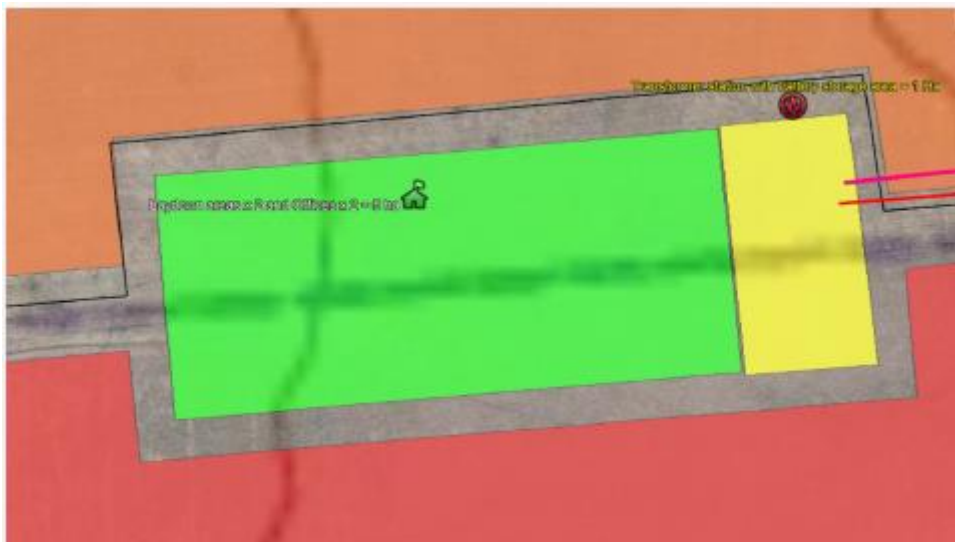 Transformer station with battery storage area – 1 Ha
Laydown areas x 2 and Offices x 2 – 5 ha